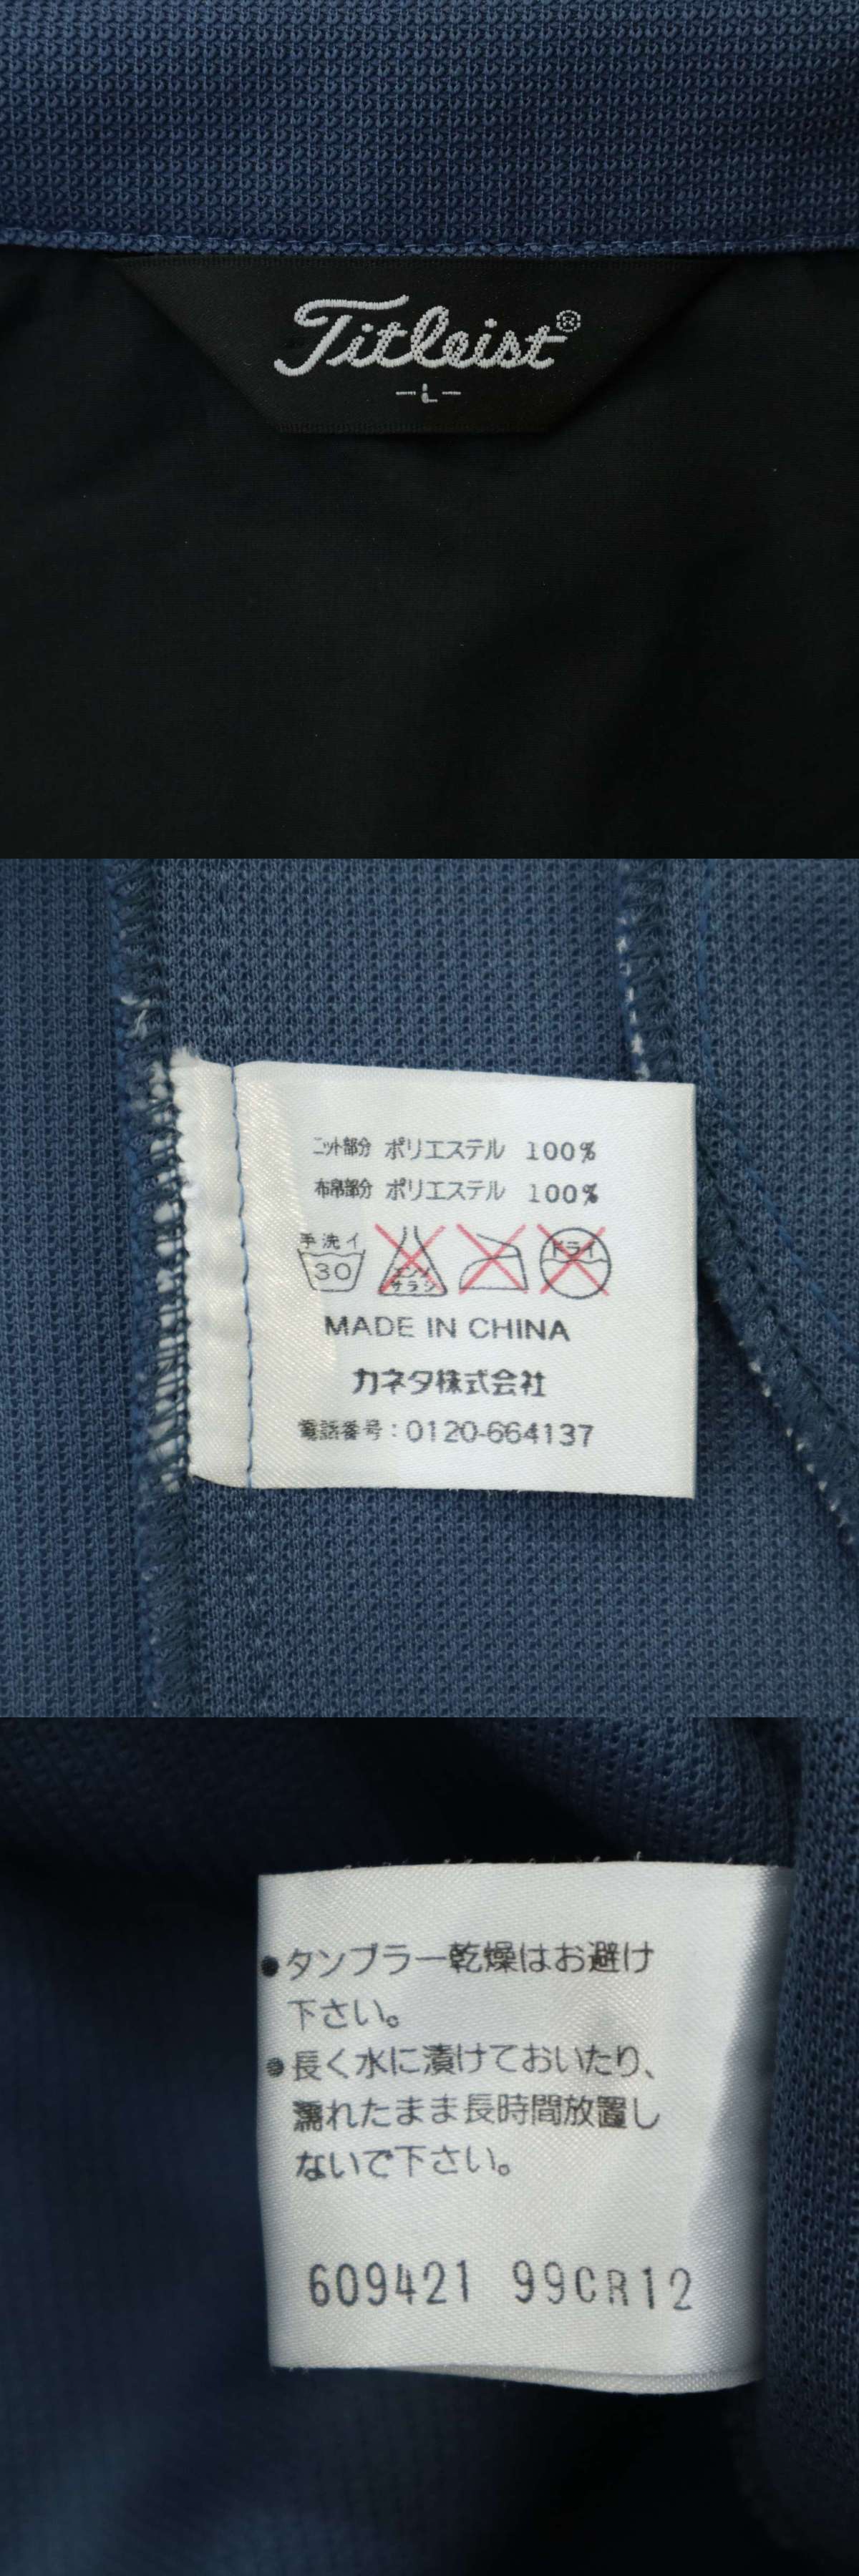 Titleist®
-L-
ニット部分 ポリエステル 100%
布帛部分 ポリエステル 100%
手洗イ
30
エンソ
サラシ
ドライ
MADE IN CHINA
カネタ株式会社
電話番号：0120-664137
●タンブラー乾燥はお避け
下さい。
●長く水に漬けておいたり、
濡れたまま長時間放置し
ないで下さい。
609421 99CR12